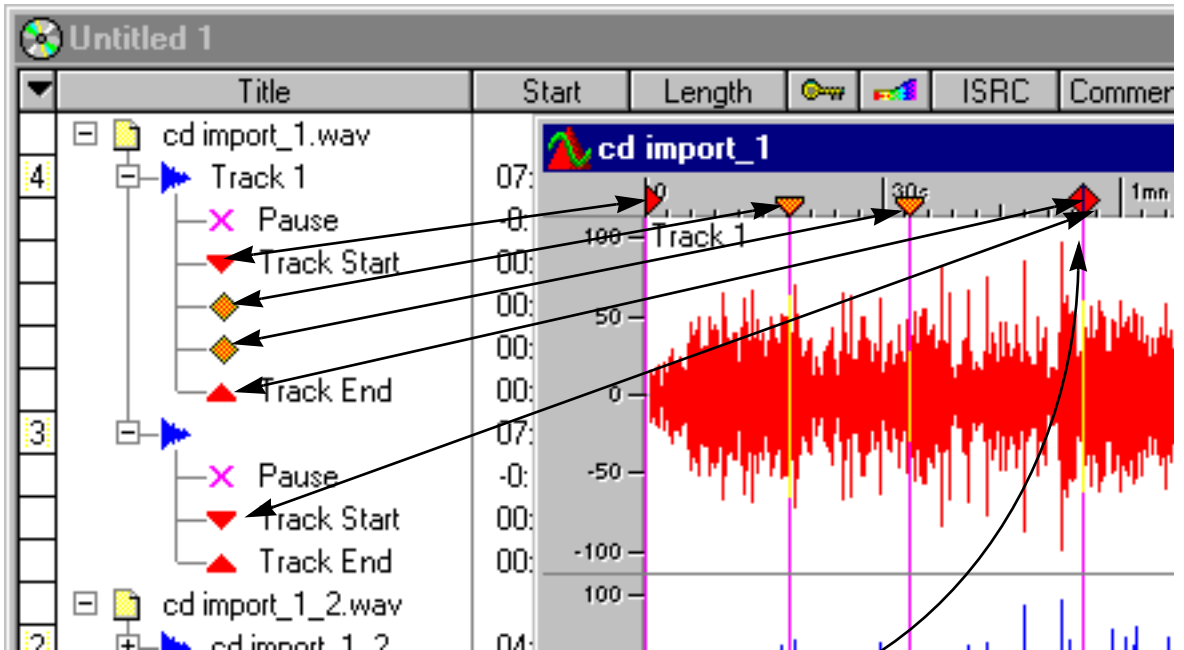 Untitled 1
Title Start Length ISRC Commen
cd import_1.wav
4 Track 1 07:
Pause -0:
Track Start 00:
00:
00:
Track End 00:
3 07:
Pause -0:
Track Start 00:
Track End 00:
cd import_1_2.wav
2 cd import_1_2 04:
cd import_1
0 30s 1mn
100 Track 1
50
0
-50
-100
100